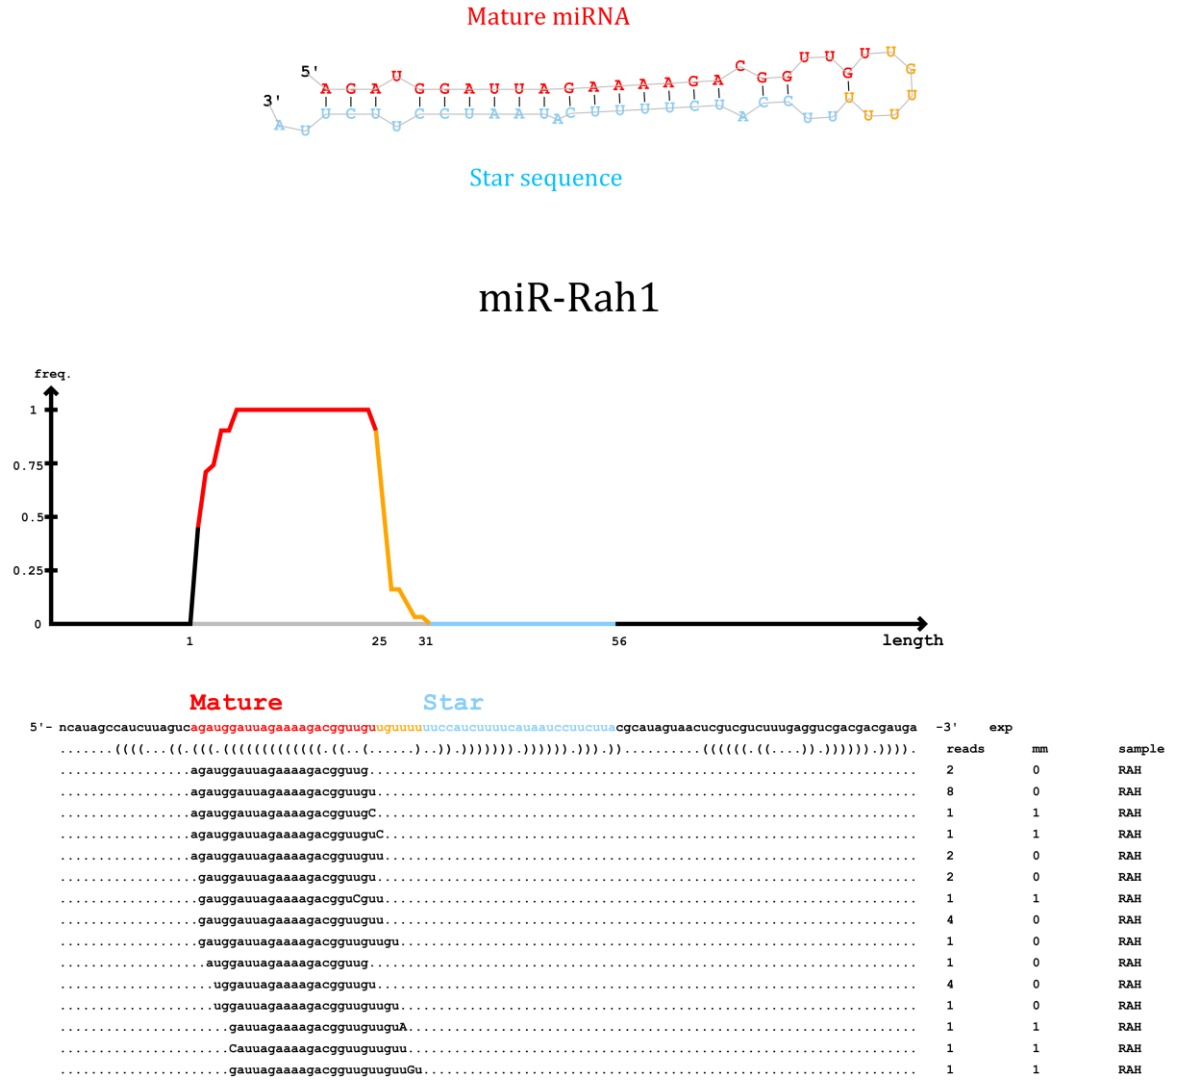 Mature miRNA
5'
A G A U G G A U U A G A A A A G A C G G U U G U U G U
3'
A U U C U U C C U A A U A C U U U U C U A C C U U U U U
Star sequence
miR-Rah1
freq.
1
0.75
0.5
0.25
0
1 25 31 56
length
Mature Star
5'- ncauagccaucuuagucagauggauuagaaaagacgguuguuguuuuuuccaucuuuucauaauccuucuuacgcauaguaacucgcgucuuugaggucgacgacgauga -3' exp
.......((((...((.(((.((((((((((((((.((..(......)..)).))))))).)))))).))).))..........((((((.((....)).)))))).)))). reads mm sample
.................agauggauuagaaaagacgguug....................................................................... 2 0 RAH
.................agauggauuagaaaagacgguugu...................................................................... 8 0 RAH
.................agauggauuagaaaagacgguugC...................................................................... 1 1 RAH
.................agauggauuagaaaagacgguuguC..................................................................... 1 1 RAH
.................agauggauuagaaaagacgguuguu..................................................................... 2 0 RAH
..................gauggauuagaaaagacgguugu...................................................................... 2 0 RAH
..................gauggauuagaaaagacgguCguu..................................................................... 1 1 RAH
..................gauggauuagaaaagacgguuguu..................................................................... 4 0 RAH
..................gauggauuagaaaagacgguuguugu................................................................... 1 0 RAH
...................auggauuagaaaagacgguug....................................................................... 1 0 RAH
....................uggauuagaaaagacgguugu...................................................................... 4 0 RAH
....................uggauuagaaaagacgguuguugu................................................................... 1 0 RAH
......................gauuagaaaagacgguuguuguA.................................................................. 1 1 RAH
......................Cauuagaaaagacgguuguuguu.................................................................. 1 1 RAH
......................gauuagaaaagacgguuguuguuGu................................................................ 1 1 RAH